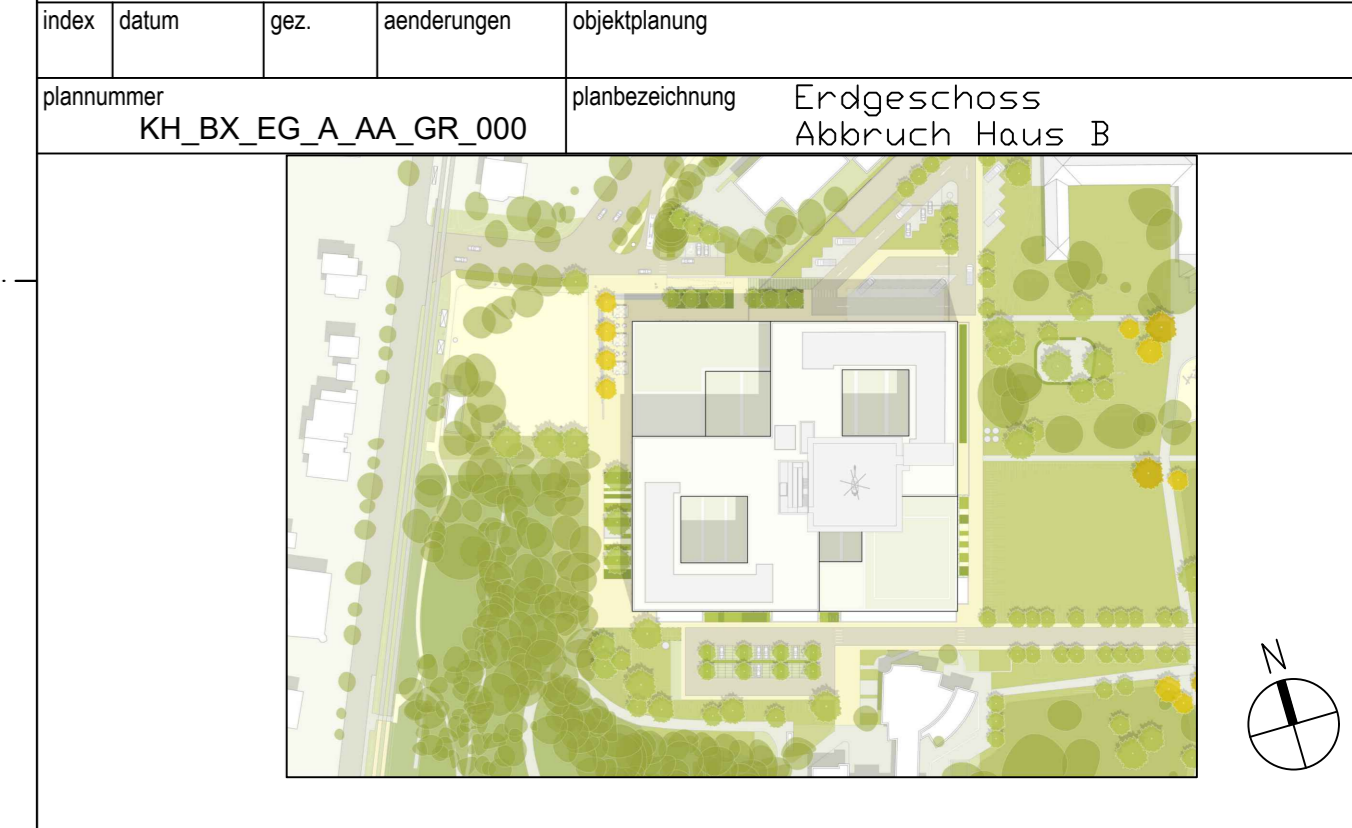 index datum gez. aenderungen objektplanung
plannummer planbezeichnung Erdgeschoss
KH_BX_EG_A_AA_GR_000 Abbruch Haus B
N